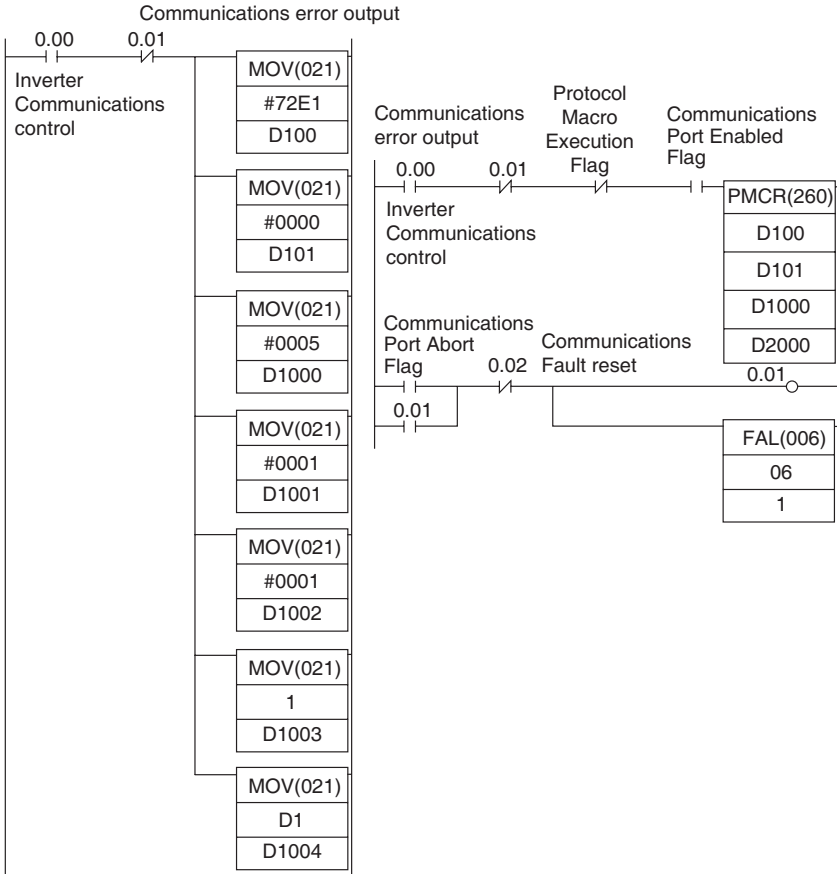 Communications error output
0.00 0.01
Inverter
Communications
control
MOV(021)
#72E1
D100
MOV(021)
#0000
D101
MOV(021)
#0005
D1000
MOV(021)
#0001
D1001
MOV(021)
#0001
D1002
MOV(021)
1
D1003
MOV(021)
D1
D1004
Communications
error output
Protocol
Macro
Execution
Flag
Communications
Port Enabled
Flag
0.00 0.01
Inverter
Communications
control
PMCR(260)
D100
D101
D1000
D2000
Communications
Port Abort
Flag
0.02
Communications
Fault reset
0.01
0.01
FAL(006)
06
1